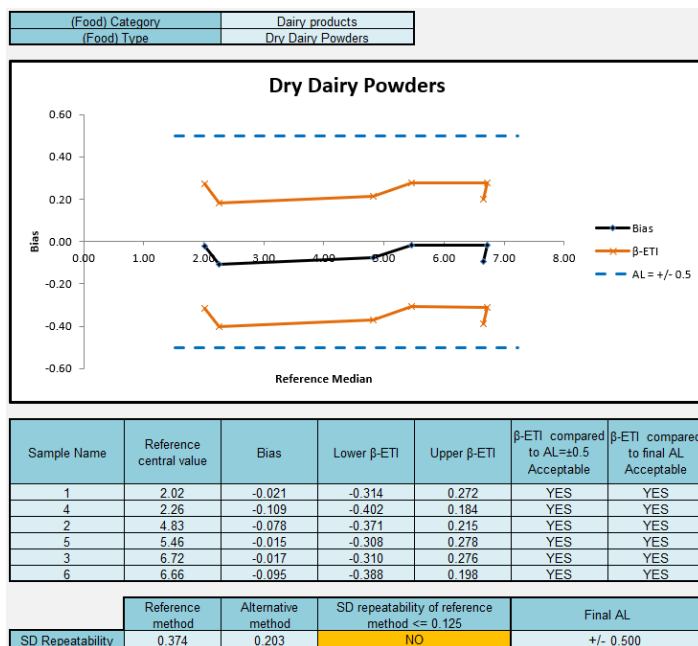 (Food) Category Dairy products
(Food) Type Dry Dairy Powders
Dry Dairy Powders
0.60
0.40
0.20
0.00
-0.20
-0.40
-0.60
0.00 1.00 2.00 3.00 4.00 5.00 6.00 7.00 8.00
Bias
Reference Median
Bias
β-ETI
AL = +/- 0.5
Sample Name Reference central value Bias Lower β-ETI Upper β-ETI β-ETI compared to AL=±0.5 Acceptable β-ETI compared to final AL Acceptable
1 2.02 -0.021 -0.314 0.272 YES YES
4 2.26 -0.109 -0.402 0.184 YES YES
2 4.83 -0.078 -0.371 0.215 YES YES
5 5.46 -0.015 -0.308 0.278 YES YES
3 6.72 -0.017 -0.310 0.276 YES YES
6 6.66 -0.095 -0.388 0.198 YES YES
Reference method Alternative method SD repeatability of reference method <= 0.125 Final AL
SD Repeatability 0.374 0.203 NO +/- 0.500